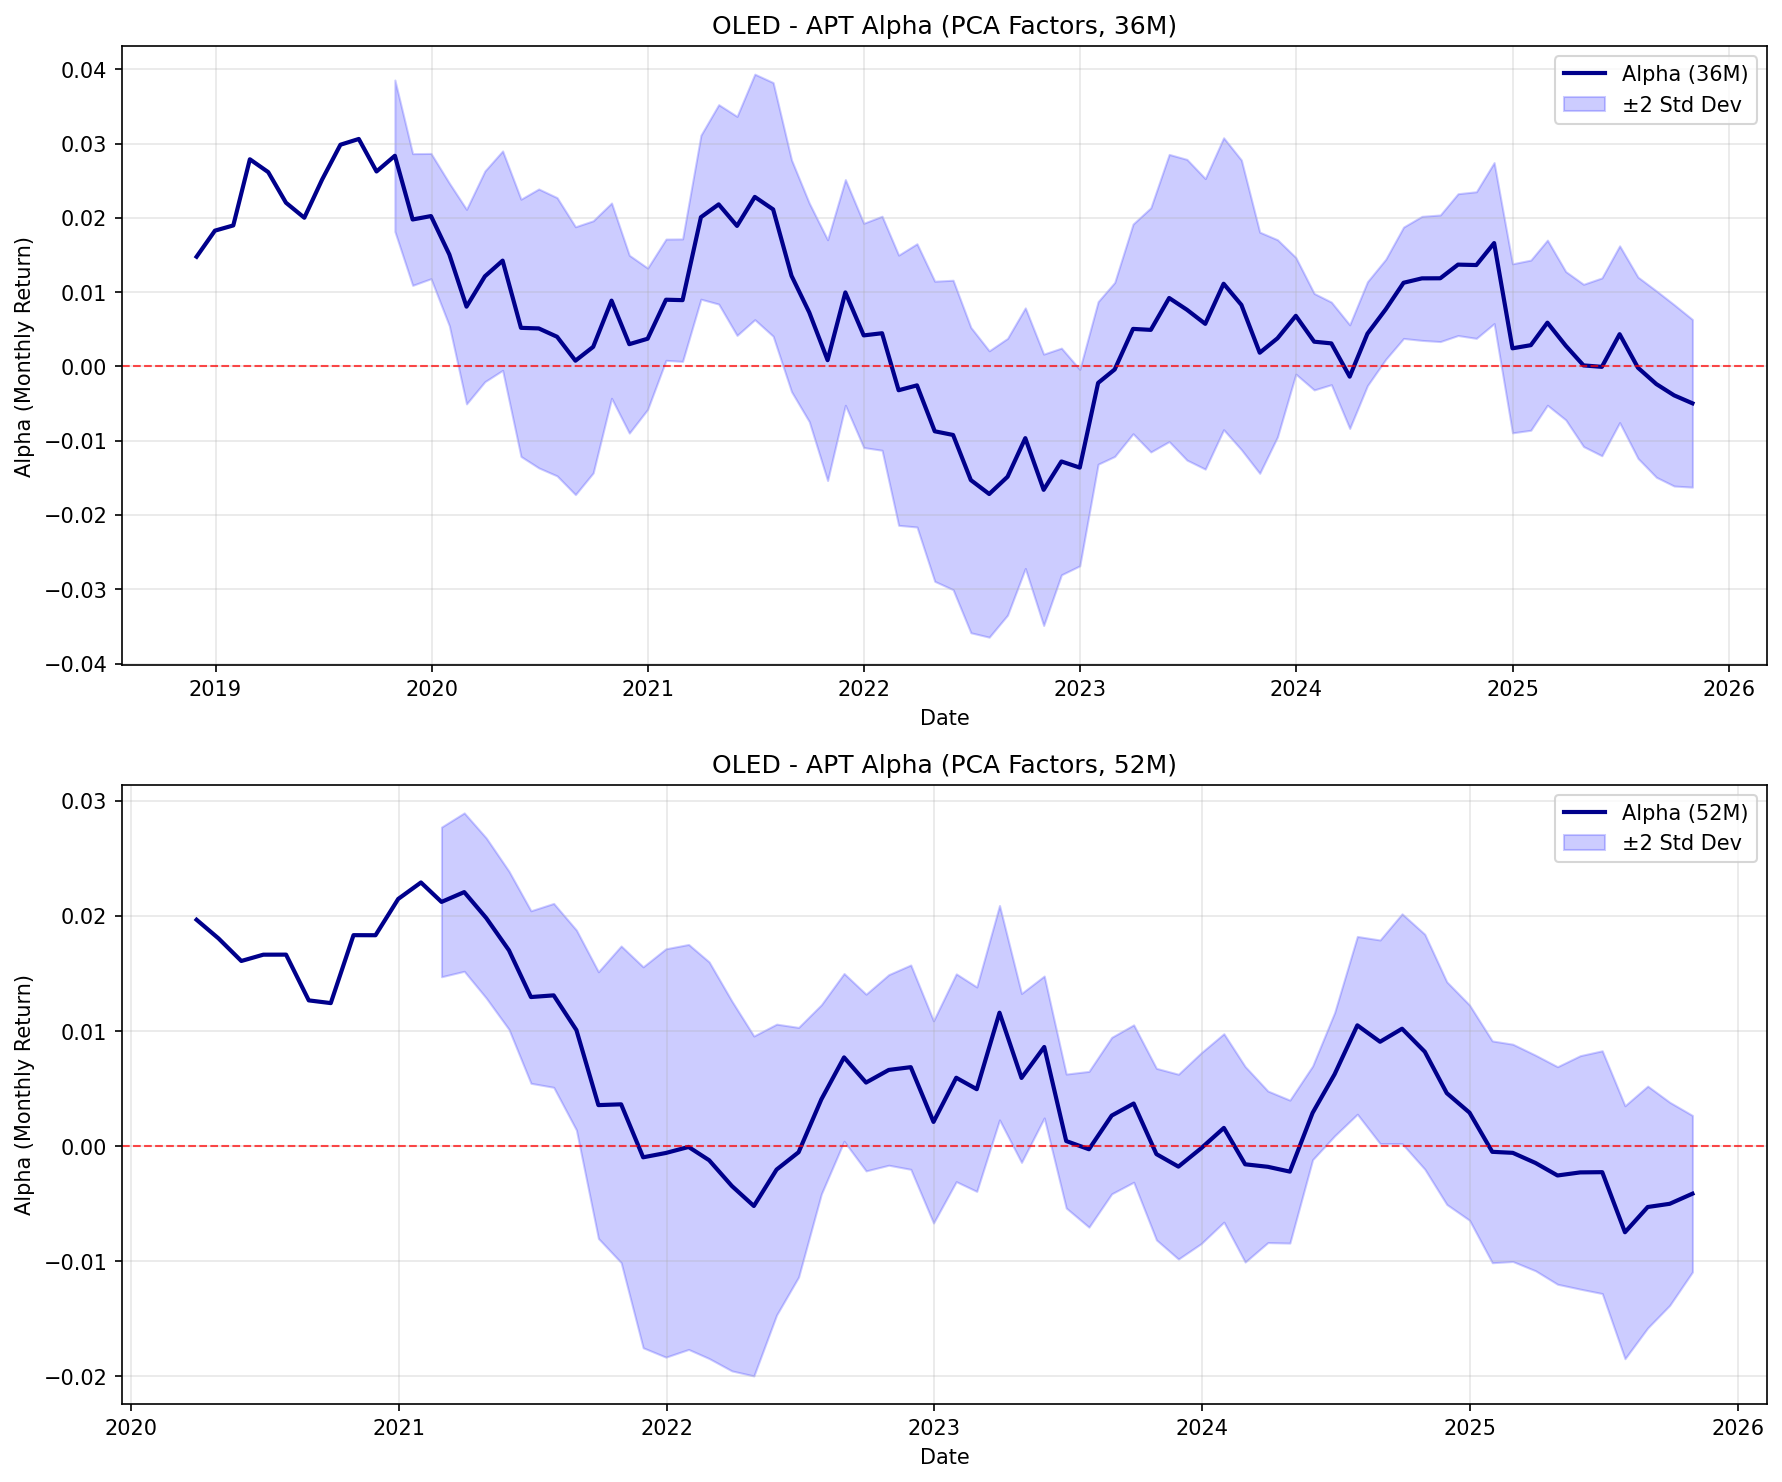 OLED - APT Alpha (PCA Factors, 36M)
Alpha (36M)
±2 Std Dev
Alpha (Monthly Return)
0.04
0.03
0.02
0.01
0.00
−0.01
−0.02
−0.03
−0.04
2019 2020 2021 2022 2023 2024 2025 2026
Date
OLED - APT Alpha (PCA Factors, 52M)
Alpha (52M)
±2 Std Dev
Alpha (Monthly Return)
0.03
0.02
0.01
0.00
−0.01
−0.02
2020 2021 2022 2023 2024 2025 2026
Date